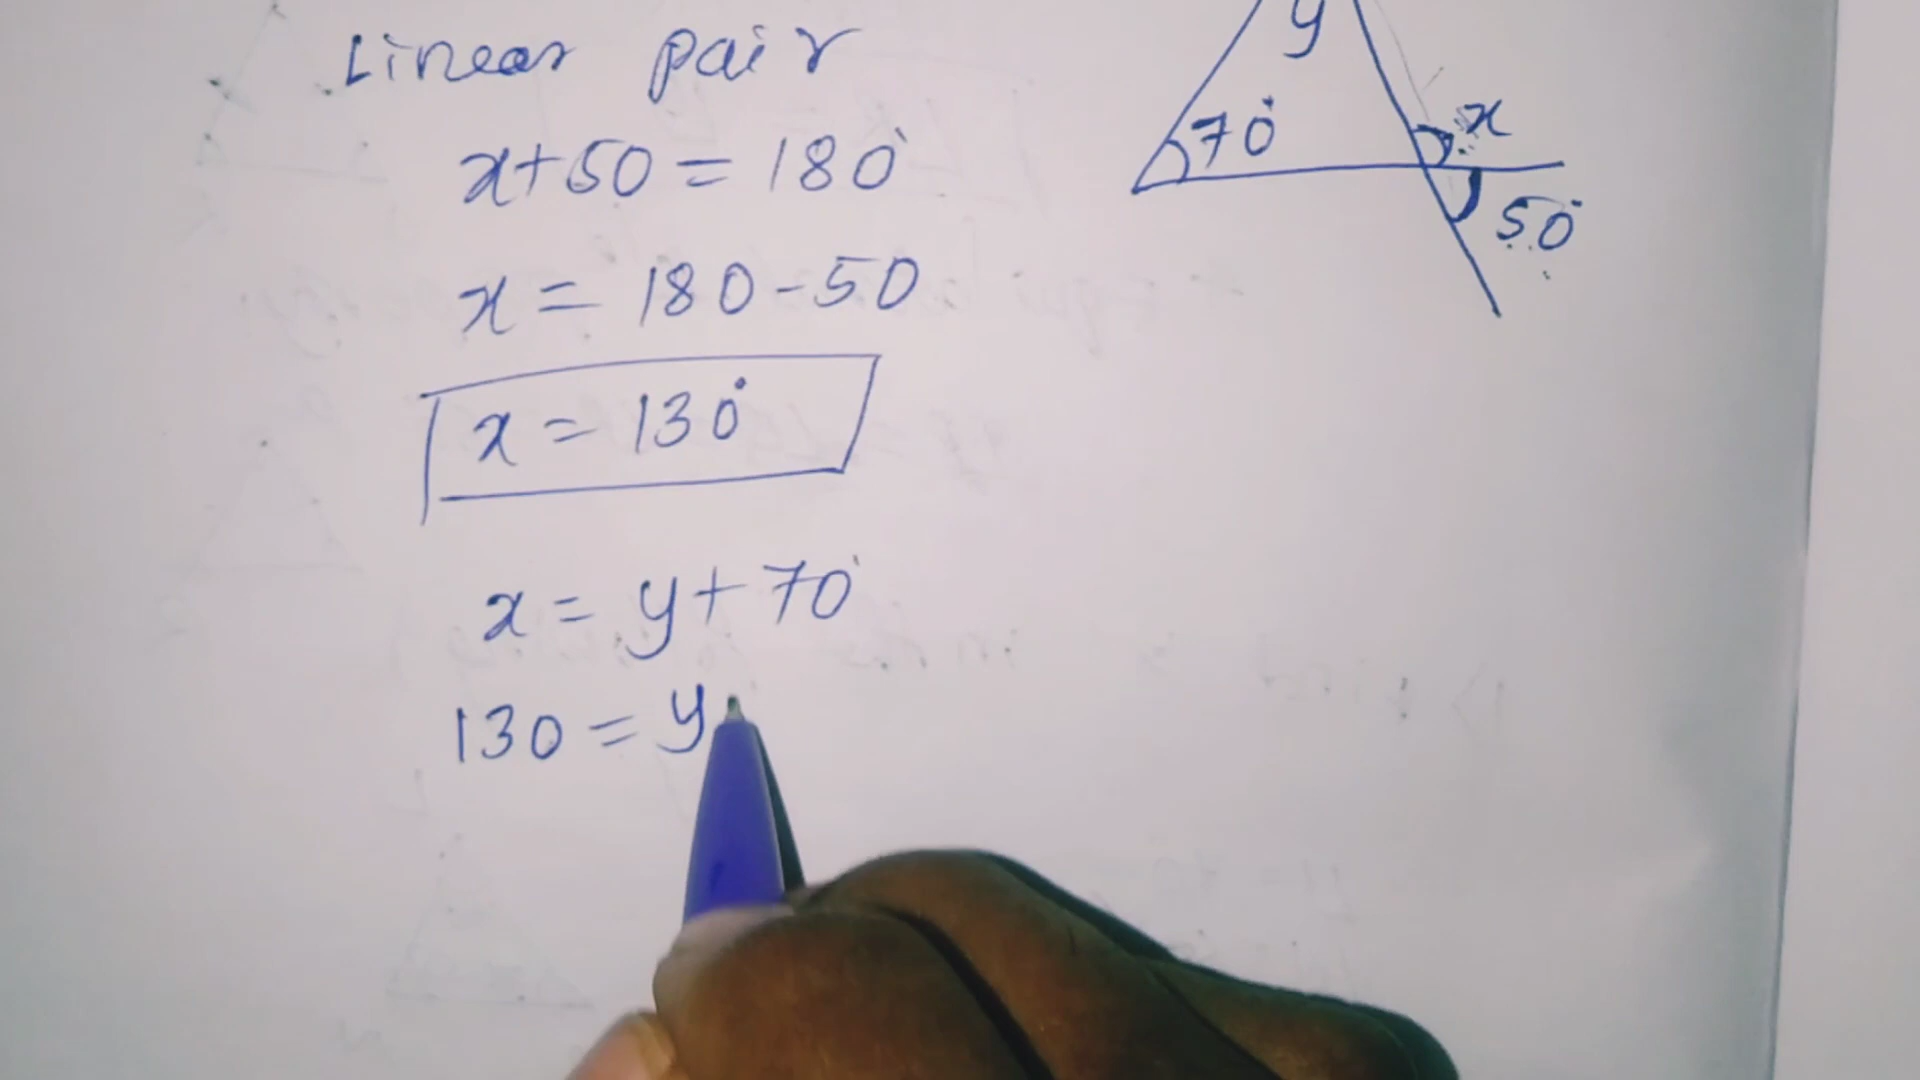 Linear pair
x+50=180°
x=180-50
x=130°
x=y+70°
130=y
y
70°
x
50°